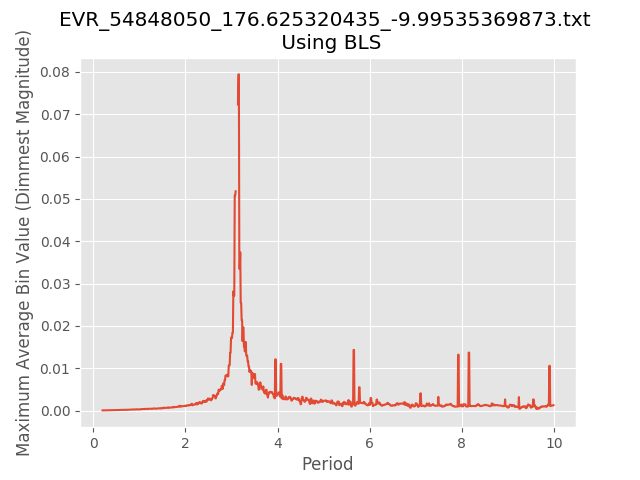 EVR_54848050_176.625320435_-9.99535369873.txt
Using BLS
Maximum Average Bin Value (Dimmest Magnitude)
0.08
0.07
0.06
0.05
0.04
0.03
0.02
0.01
0.00
0 2 4 6 8 10
Period